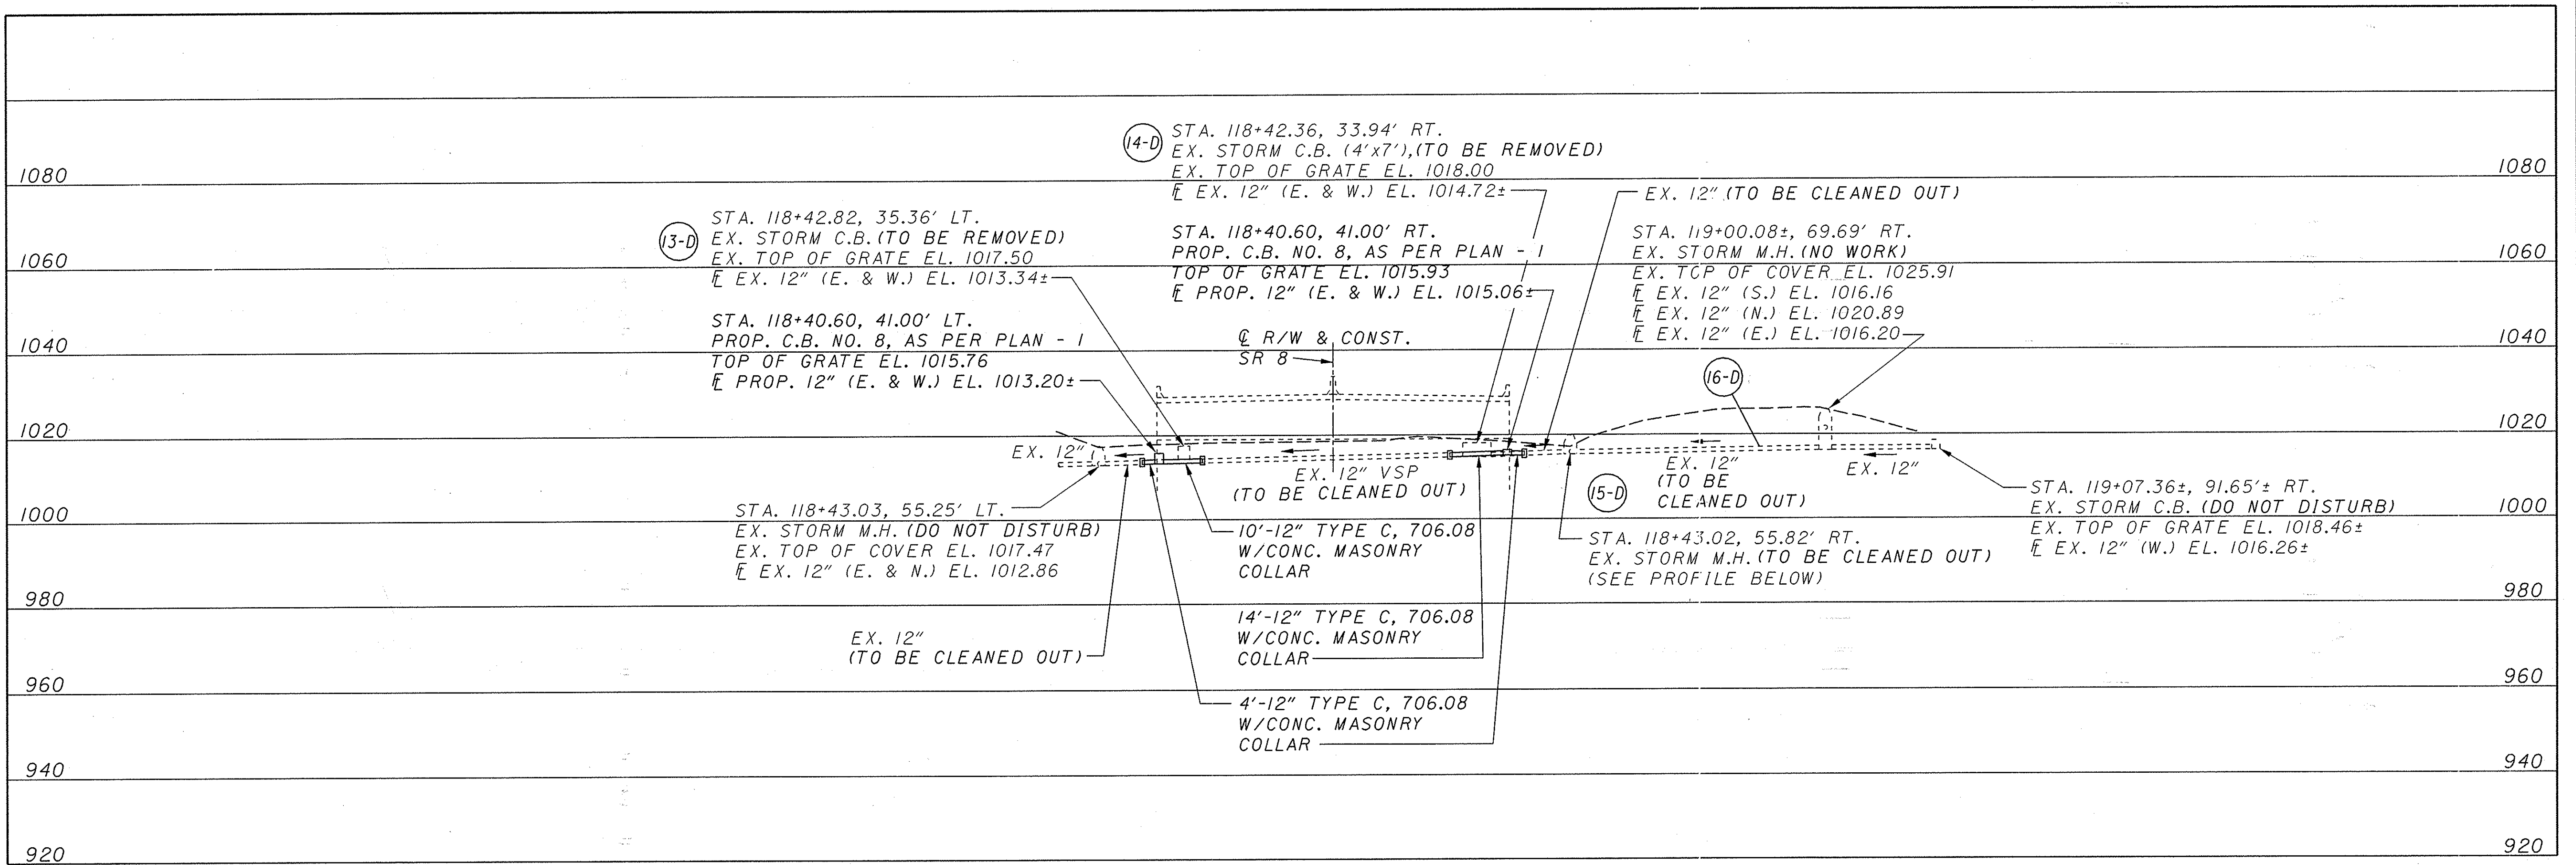 14-D
STA. 118+42.36, 33.94' RT.
EX. STORM C.B. (4'x7'),(TO BE REMOVED)
EX. TOP OF GRATE EL. 1018.00
℄ EX. 12" (E. & W.) EL. 1014.72±
1080
1080
EX. 12" (TO BE CLEANED OUT)
13-D
STA. 118+42.82, 35.36' LT.
EX. STORM C.B. (TO BE REMOVED)
EX. TOP OF GRATE EL. 1017.50
℄ EX. 12" (E. & W.) EL. 1013.34±
STA. 118+40.60, 41.00' RT.
PROP. C.B. NO. 8, AS PER PLAN - 1
TOP OF GRATE EL. 1015.93
℄ PROP. 12" (E. & W.) EL. 1015.06±
STA. 119+00.08±, 69.69' RT.
EX. STORM M.H. (NO WORK)
EX. TOP OF COVER EL. 1025.91
℄ EX. 12" (S.) EL. 1016.16
℄ EX. 12" (N.) EL. 1020.89
℄ EX. 12" (E.) EL. 1016.20
1060
1060
STA. 118+40.60, 41.00' LT.
PROP. C.B. NO. 8, AS PER PLAN - 1
TOP OF GRATE EL. 1015.76
℄ PROP. 12" (E. & W.) EL. 1013.20±
℄ R/W & CONST.
SR 8
1040
1040
16-D
1020
1020
EX. 12"
EX. 12" VSP
(TO BE CLEANED OUT)
15-D
EX. 12"
(TO BE
CLEANED OUT)
EX. 12"
STA. 119+07.36±, 91.65'± RT.
EX. STORM C.B. (DO NOT DISTURB)
EX. TOP OF GRATE EL. 1018.46±
℄ EX. 12" (W.) EL. 1016.26±
1000
1000
STA. 118+43.03, 55.25' LT.
EX. STORM M.H. (DO NOT DISTURB)
EX. TOP OF COVER EL. 1017.47
℄ EX. 12" (E. & N.) EL. 1012.86
10'-12" TYPE C, 706.08
W/CONC. MASONRY
COLLAR
STA. 118+43.02, 55.82' RT.
EX. STORM M.H. (TO BE CLEANED OUT)
(SEE PROFILE BELOW)
980
980
EX. 12"
(TO BE CLEANED OUT)
14'-12" TYPE C, 706.08
W/CONC. MASONRY
COLLAR
960
960
4'-12" TYPE C, 706.08
W/CONC. MASONRY
COLLAR
940
940
920
920